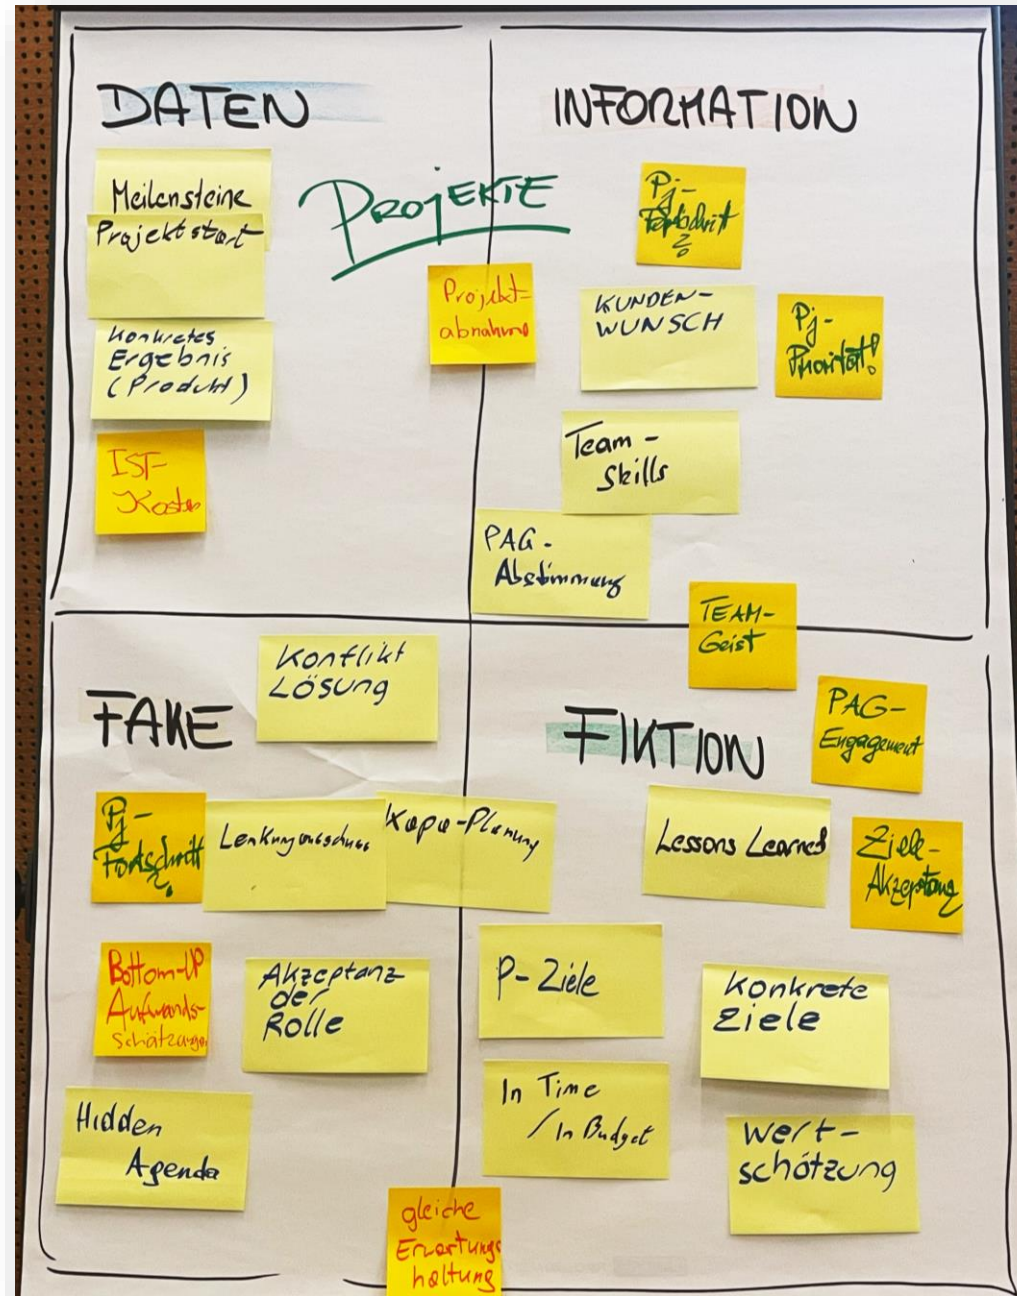 DATEN
PROJEKTE
Meilensteine
Projektstart
Konkretes
Ergebnis
(Produkt)
IST-
Kosten
Projekt-
abnahme
INFORMATION
Pj-
Fortschritt
?
KUNDEN-
WUNSCH
Pj-
Priorität!
Team-
Skills
PAG-
Abstimmung
TEAM-
Geist
FAKE
Konflikt
LÖSUNG
Pj-
Fortschritt
?
Lenkungsausschuss
Kapa-Planung
Bottom-UP
Aufwands-
schätzungen
Akzeptanz
der
Rolle
Hidden
Agenda
gleiche
Erwartungs
haltung
FIKTION
PAG-
Engagement
Lessons Learned
Ziele-
Akzeptanz
P-Ziele
Konkrete
Ziele
In Time
/In Budget
Wert-
schätzung